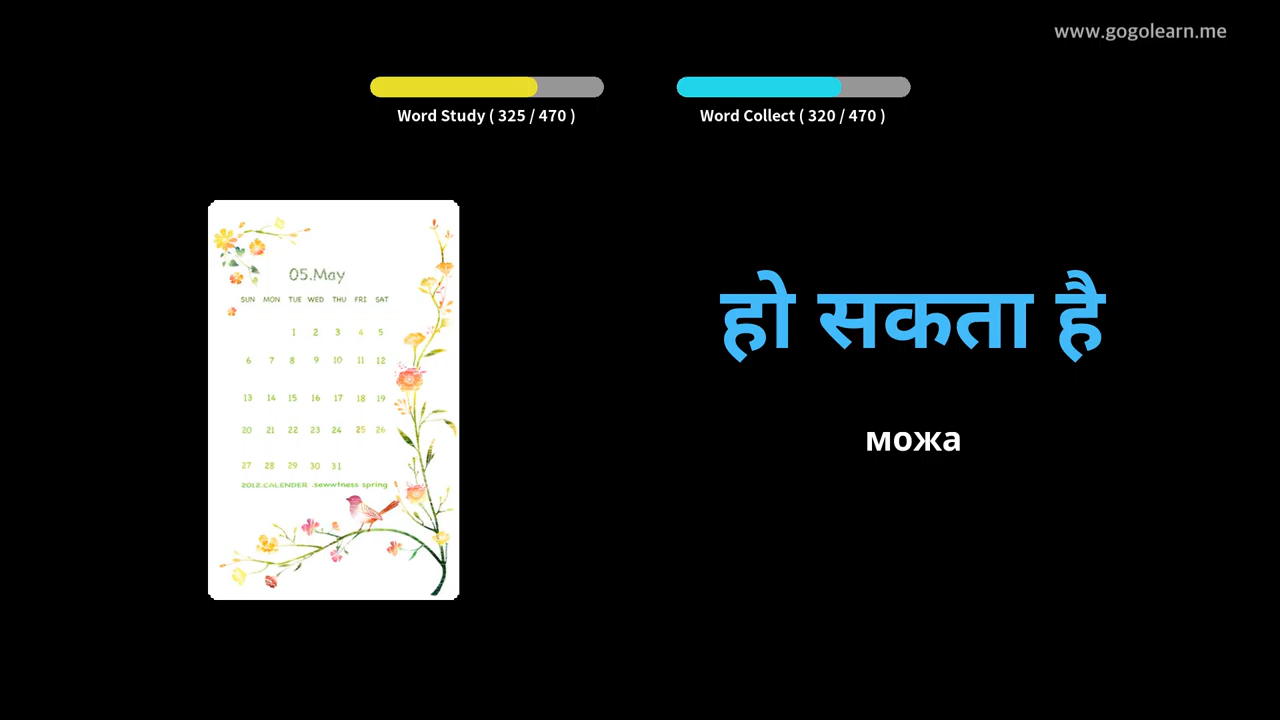 www.gogolearn.me
Word Study ( 325 / 470 )
Word Collect ( 320 / 470 )
05.May
SUN MON TUE WED THU FRI SAT
1 2 3 4 5
6 7 8 9 10 11 12
13 14 15 16 17 18 19
20 21 22 23 24 25 26
27 28 29 30 31
2012.CALENDER .sewwtness spring
हो सकता है
можа